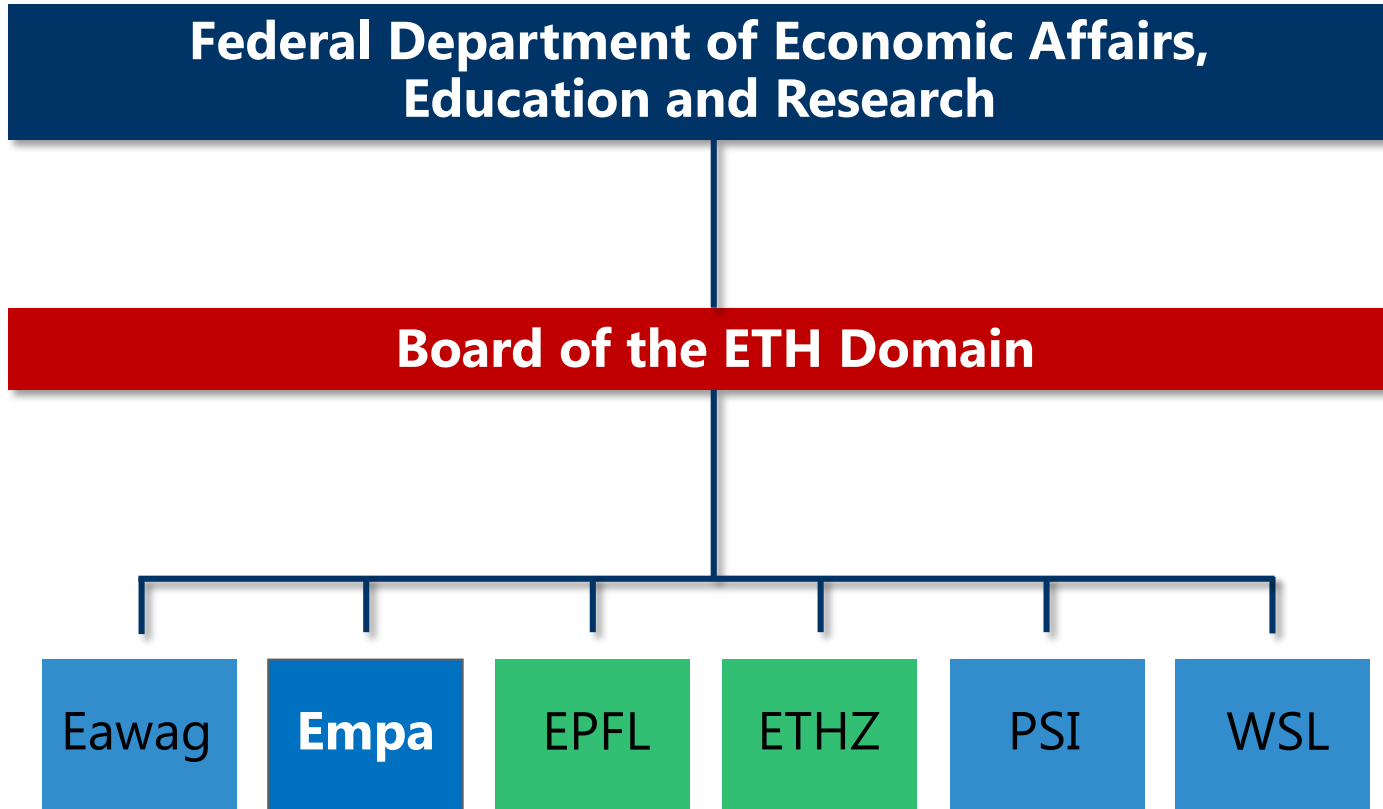 Federal Department of Economic Affairs,
Education and Research
Board of the ETH Domain
Eawag
Empa
EPFL
ETHZ
PSI
WSL